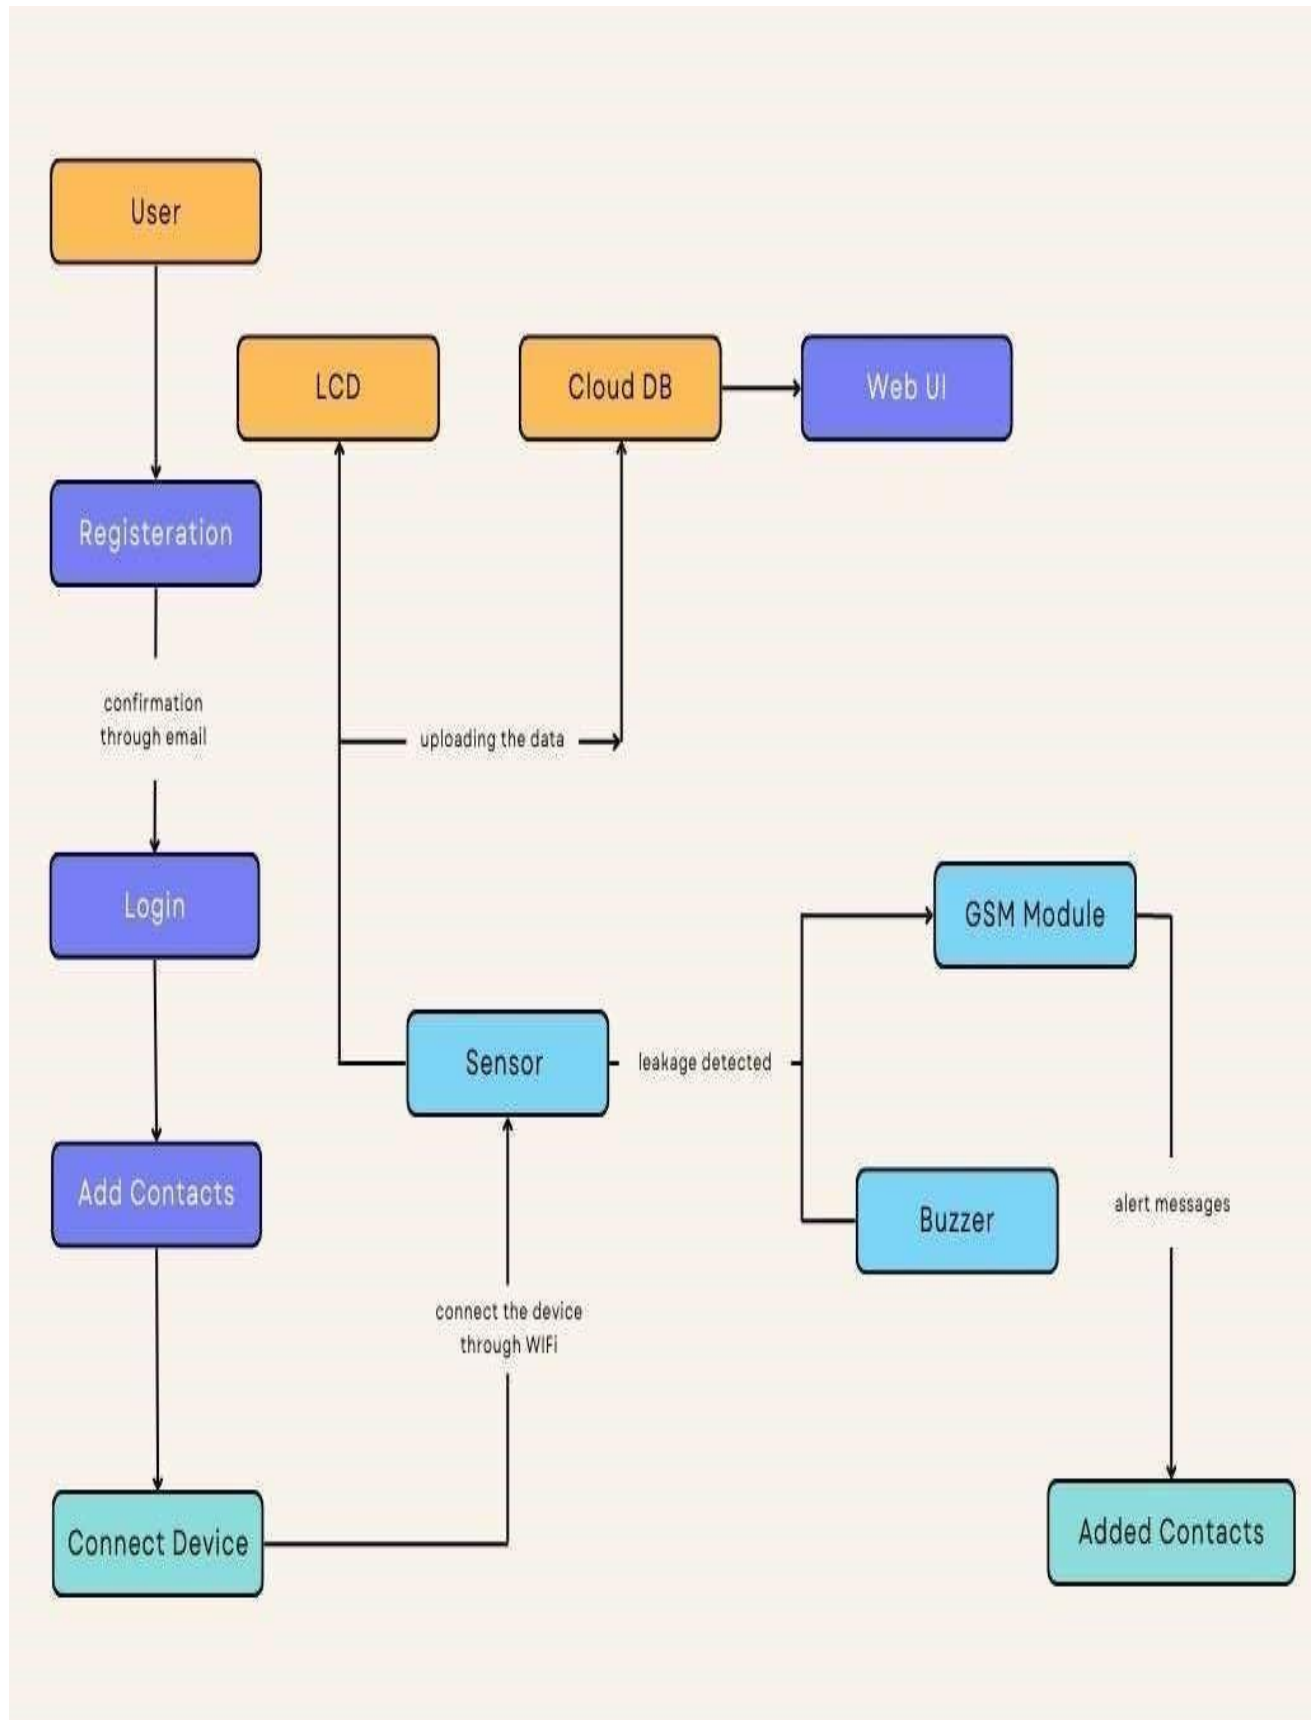 User
LCD
Cloud DB
Web UI
Registeration
confirmation
through email
uploading the data
Login
GSM Module
Sensor
leakage detected
Add Contacts
Buzzer
alert messages
connect the device
through WIFi
Connect Device
Added Contacts